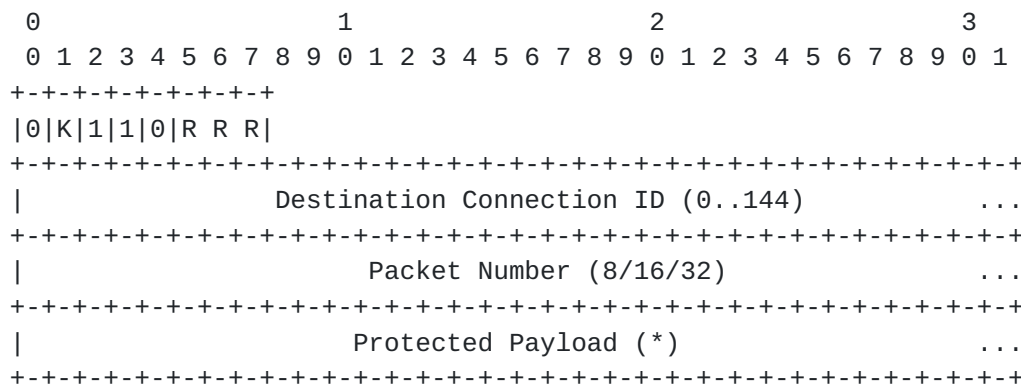 0                   1                   2                   3
 0 1 2 3 4 5 6 7 8 9 0 1 2 3 4 5 6 7 8 9 0 1 2 3 4 5 6 7 8 9 0 1
+-+-+-+-+-+-+-+-+
|0|K|1|1|0|R R R|
+-+-+-+-+-+-+-+-+-+-+-+-+-+-+-+-+-+-+-+-+-+-+-+-+-+-+-+-+-+-+-+-+
|                Destination Connection ID (0..144)           ...
+-+-+-+-+-+-+-+-+-+-+-+-+-+-+-+-+-+-+-+-+-+-+-+-+-+-+-+-+-+-+-+-+
|                      Packet Number (8/16/32)                ...
+-+-+-+-+-+-+-+-+-+-+-+-+-+-+-+-+-+-+-+-+-+-+-+-+-+-+-+-+-+-+-+-+
|                     Protected Payload (*)                   ...
+-+-+-+-+-+-+-+-+-+-+-+-+-+-+-+-+-+-+-+-+-+-+-+-+-+-+-+-+-+-+-+-+